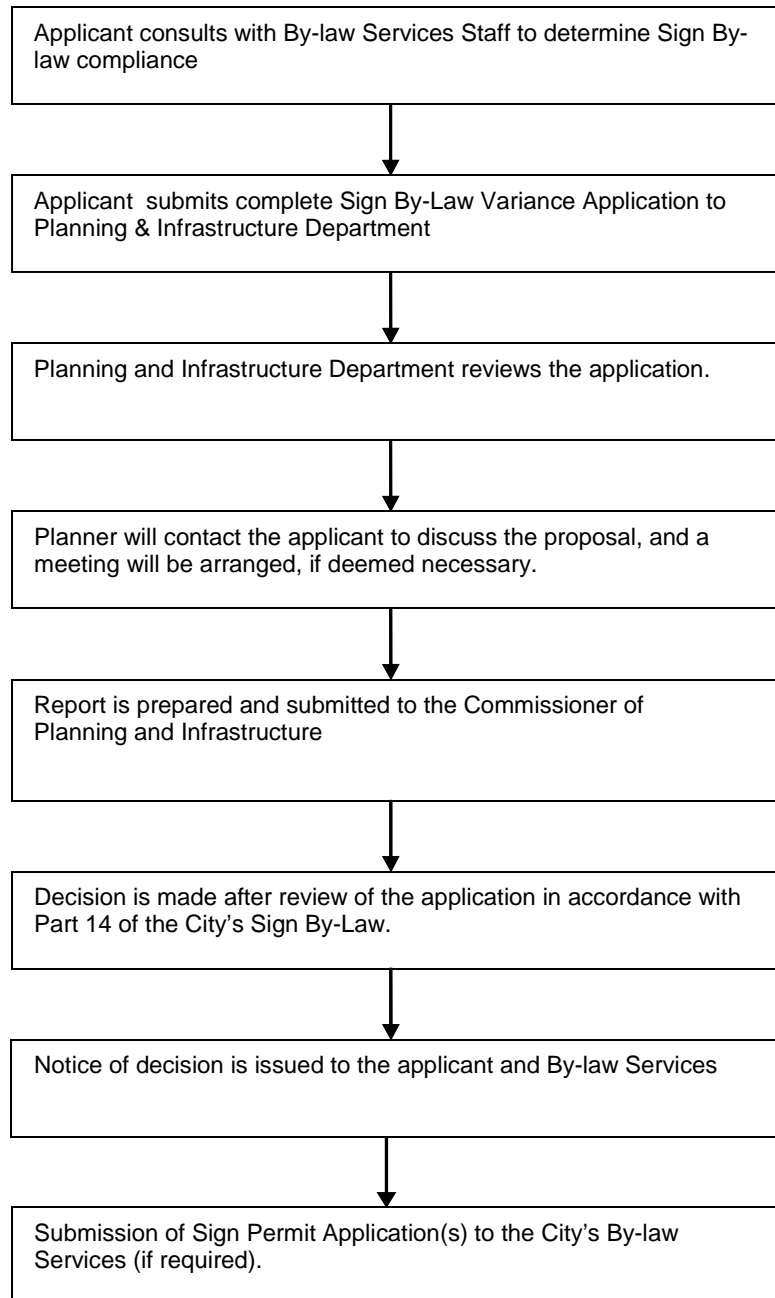 Applicant consults with By-law Services Staff to determine Sign By-
law compliance
Applicant  submits complete Sign By-Law Variance Application to
Planning & Infrastructure Department
Planning and Infrastructure Department reviews the application.
Planner will contact the applicant to discuss the proposal, and a
meeting will be arranged, if deemed necessary.
Report is prepared and submitted to the Commissioner of
Planning and Infrastructure
Decision is made after review of the application in accordance with
Part 14 of the City’s Sign By-Law.
Notice of decision is issued to the applicant and By-law Services
Submission of Sign Permit Application(s) to the City’s By-law
Services (if required).